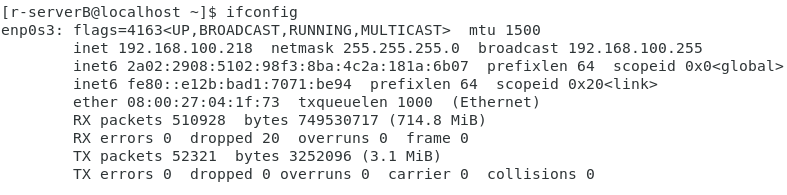 [r-serverB@localhost ~]$ ifconfig
enp0s3: flags=4163<UP,BROADCAST,RUNNING,MULTICAST>  mtu 1500
        inet 192.168.100.218  netmask 255.255.255.0  broadcast 192.168.100.255
        inet6 2a02:2908:5102:98f3:8ba:4c2a:181a:6b07  prefixlen 64  scopeid 0x0<global>
        inet6 fe80::e12b:bad1:7071:be94  prefixlen 64  scopeid 0x20<link>
        ether 08:00:27:04:1f:73  txqueuelen 1000  (Ethernet)
        RX packets 510928  bytes 749530717 (714.8 MiB)
        RX errors 0  dropped 20  overruns 0  frame 0
        TX packets 52321  bytes 3252096 (3.1 MiB)
        TX errors 0  dropped 0 overruns 0  carrier 0  collisions 0